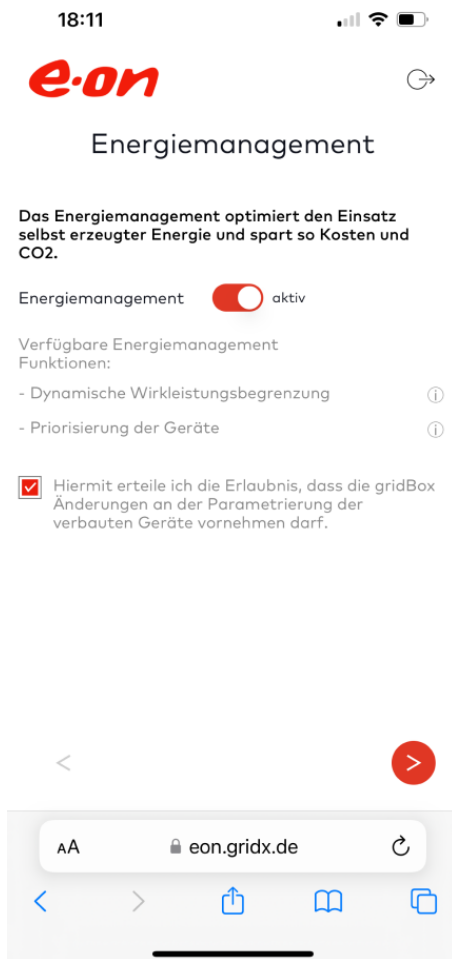 18:11
e·on
Energiemanagement
Das Energiemanagement optimiert den Einsatz
selbst erzeugter Energie und spart so Kosten und
CO2.
Energiemanagement aktiv
Verfügbare Energiemanagement
Funktionen:
- Dynamische Wirkleistungsbegrenzung
- Priorisierung der Geräte
Hiermit erteile ich die Erlaubnis, dass die gridBox
Änderungen an der Parametrierung der
verbauten Geräte vornehmen darf.
AA eon.gridx.de